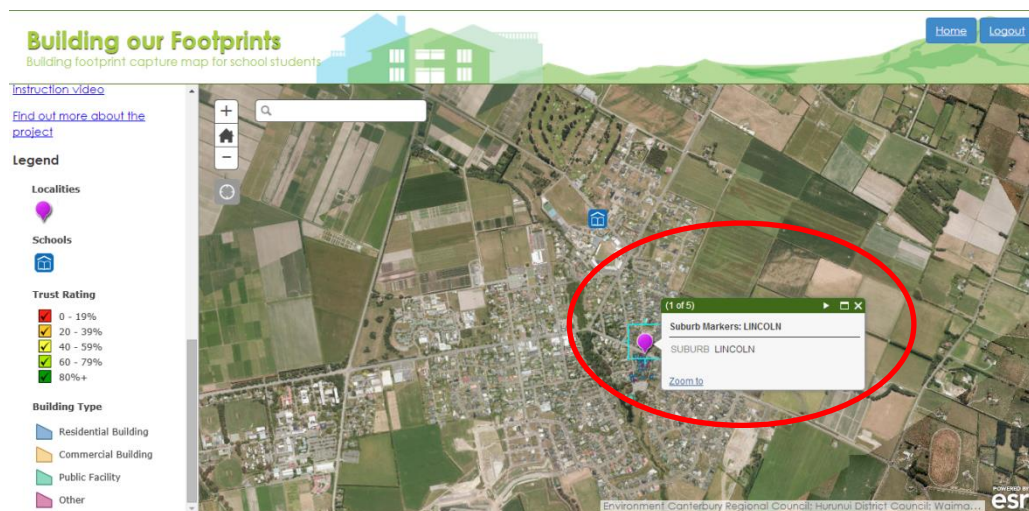 Building our Footprints
Building footprint capture map for school students
Home
Logout
Instruction video
Find out more about the
project
Legend
Localities
Schools
Trust Rating
0 - 19%
20 - 39%
40 - 59%
60 - 79%
80%+
Building Type
Residential Building
Commercial Building
Public Facility
Other
+
−
(1 of 5)
Suburb Markers: LINCOLN
SUBURB LINCOLN
Zoom to
Environment Canterbury Regional Council; Hurunui District Council; Waima...
POWERED BY
esri